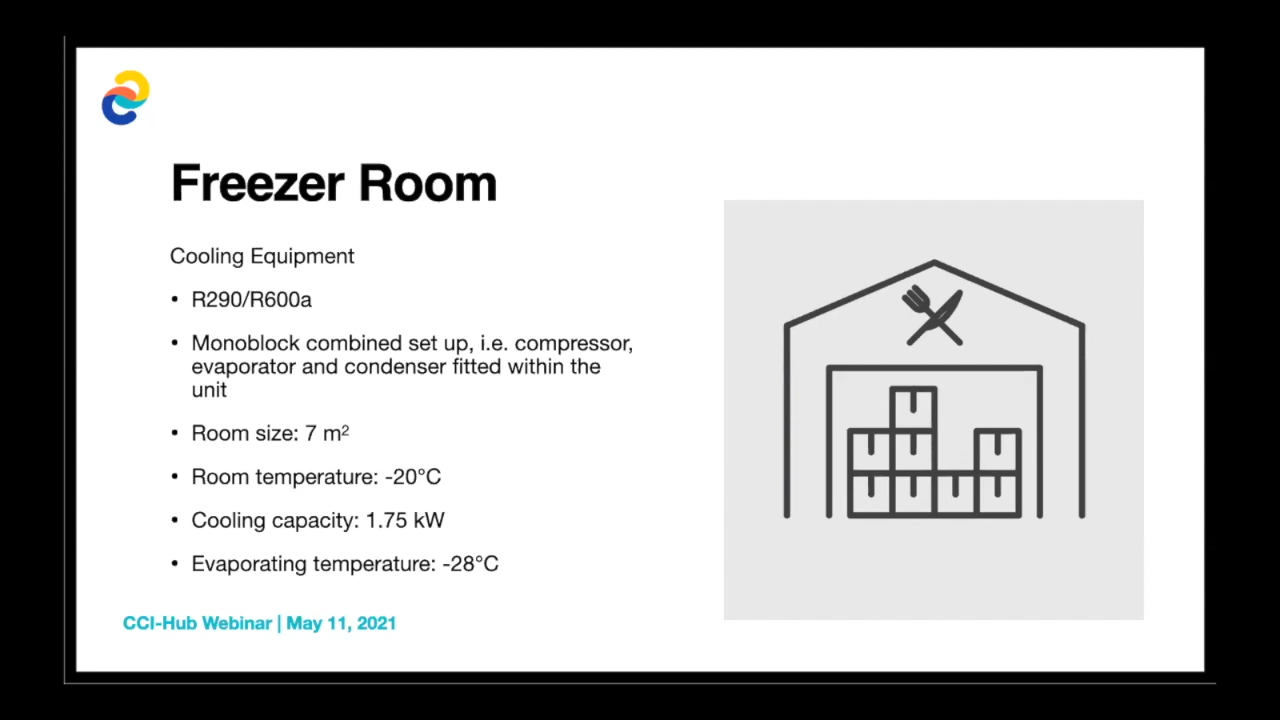 Freezer Room
Cooling Equipment
• R290/R600a
• Monoblock combined set up, i.e. compressor,
evaporator and condenser fitted within the
unit
• Room size: 7 m²
• Room temperature: -20°C
• Cooling capacity: 1.75 kW
• Evaporating temperature: -28°C
CCI-Hub Webinar | May 11, 2021